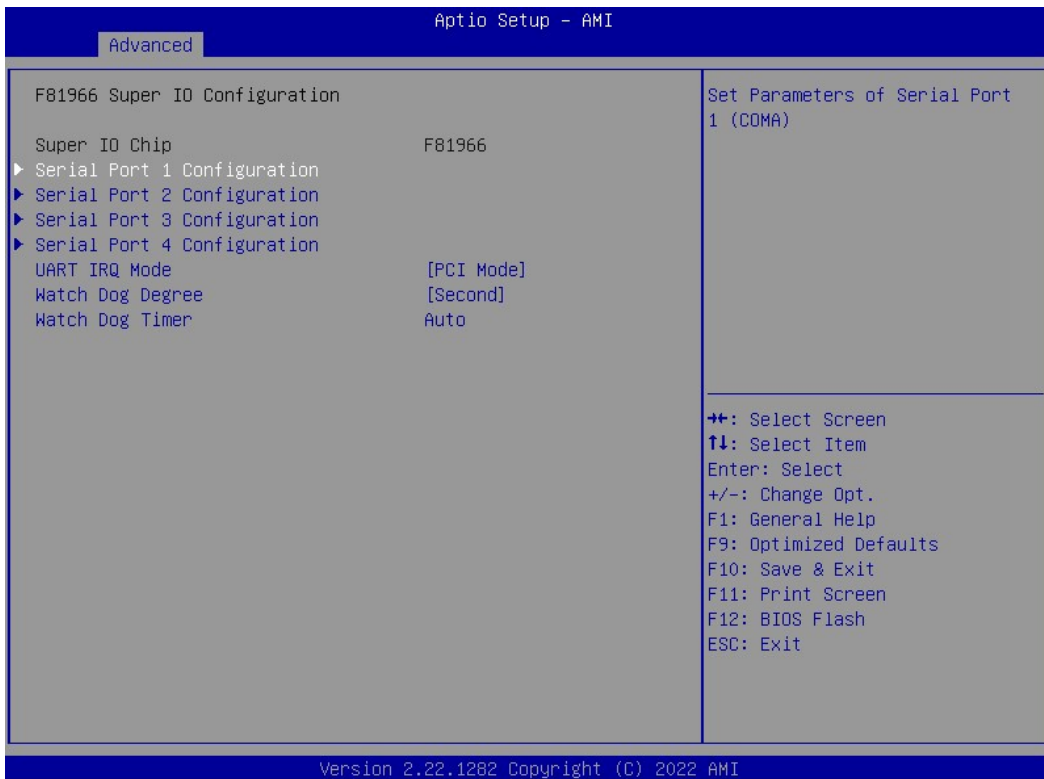 Aptio Setup – AMI
Advanced
F81966 Super IO Configuration
Super IO Chip F81966
Serial Port 1 Configuration
Serial Port 2 Configuration
Serial Port 3 Configuration
Serial Port 4 Configuration
UART IRQ Mode [PCI Mode]
Watch Dog Degree [Second]
Watch Dog Timer Auto
Set Parameters of Serial Port
1 (COMA)
→←: Select Screen
↑↓: Select Item
Enter: Select
+/-: Change Opt.
F1: General Help
F9: Optimized Defaults
F10: Save & Exit
F11: Print Screen
F12: BIOS Flash
ESC: Exit
Version 2.22.1282 Copyright (C) 2022 AMI